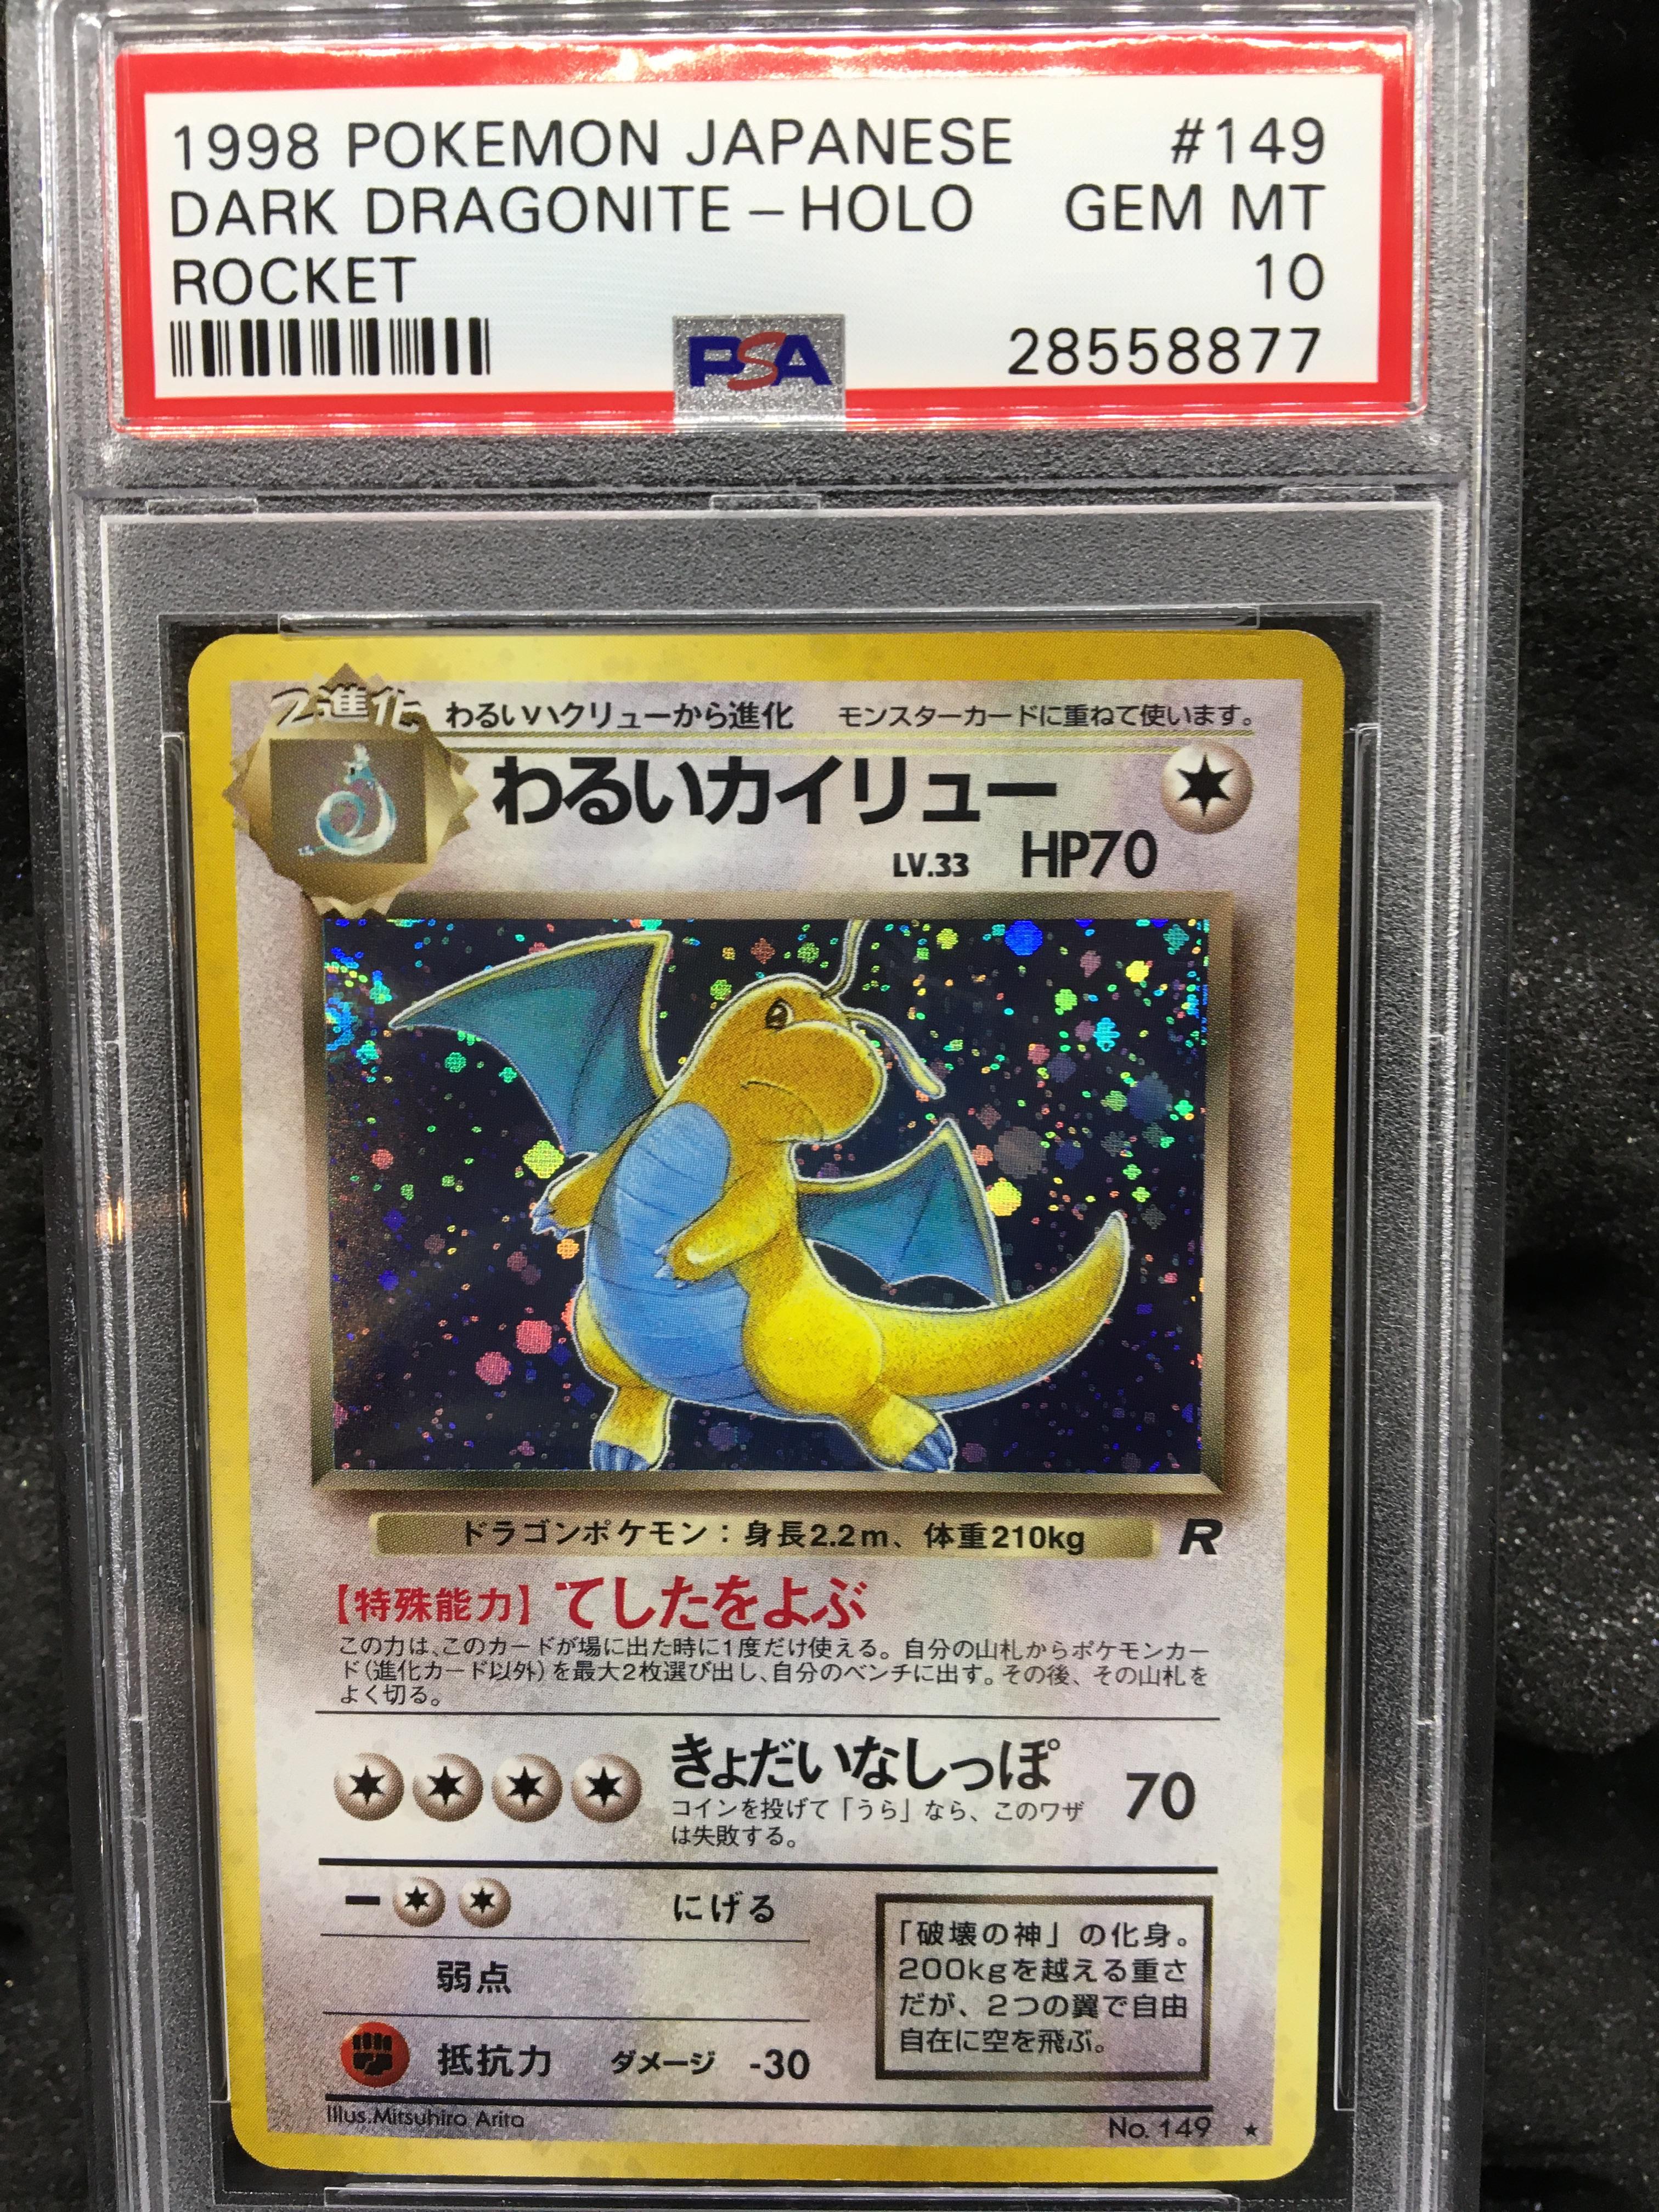 1998 POKEMON JAPANESE #149
DARK DRAGONITE – HOLO GEM MT
ROCKET 10
PSA 28558877
2進化 わるいハクリューから進化 モンスターカードに重ねて使います。
わるいカイリュー
LV.33 HP70
ドラゴンポケモン：身長2.2m、体重210kg R
【特殊能力】てしたをよぶ
この力は、このカードが場に出た時に1度だけ使える。自分の山札からポケモンカー
ド（進化カード以外）を最大2枚選び出し、自分のベンチに出す。その後、その山札を
よく切る。
きょだいなしっぽ 70
コインを投げて「うら」なら、このワザ
は失敗する。
− にげる
弱点
抵抗力 ダメージ -30
「破壊の神」の化身。
200kgを越える重さ
だが、2つの翼で自由
自在に空を飛ぶ。
Illus.Mitsuhiro Arita
No. 149 ★